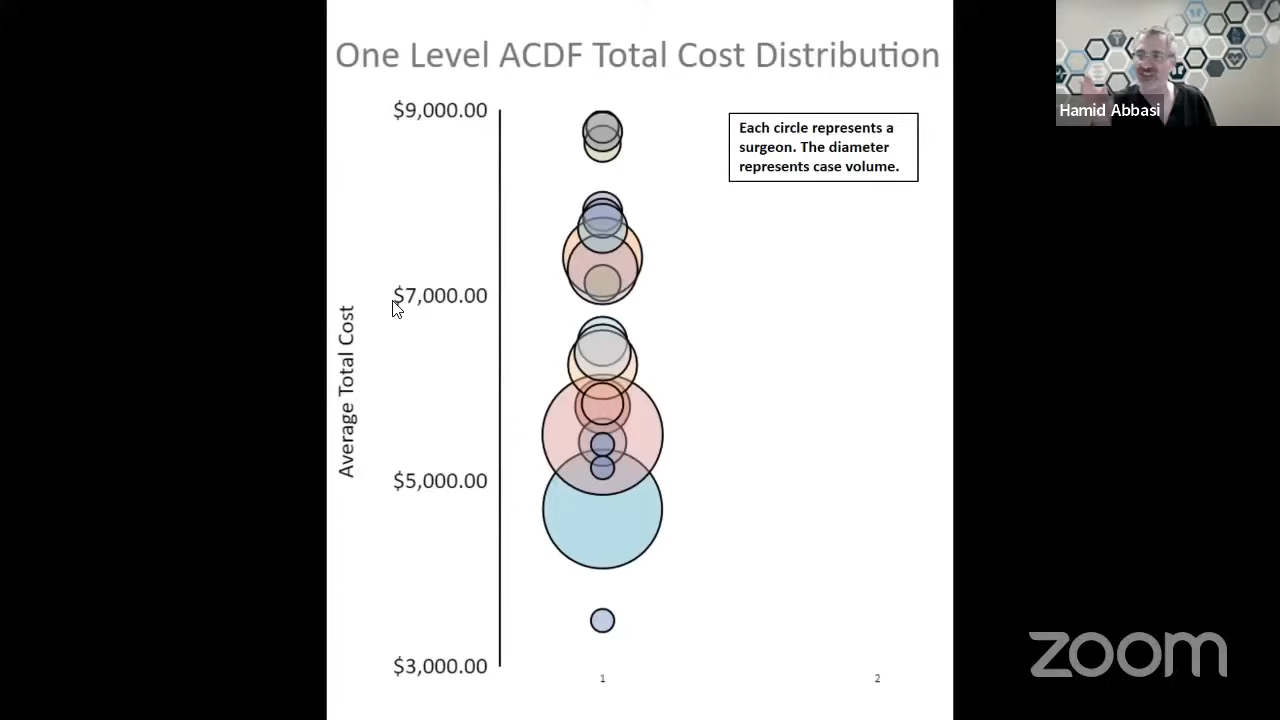 One Level ACDF Total Cost Distribution
Hamid Abbasi
$9,000.00
Each circle represents a
surgeon. The diameter
represents case volume.
$7,000.00
Average Total Cost
$5,000.00
$3,000.00
1
2
zoom